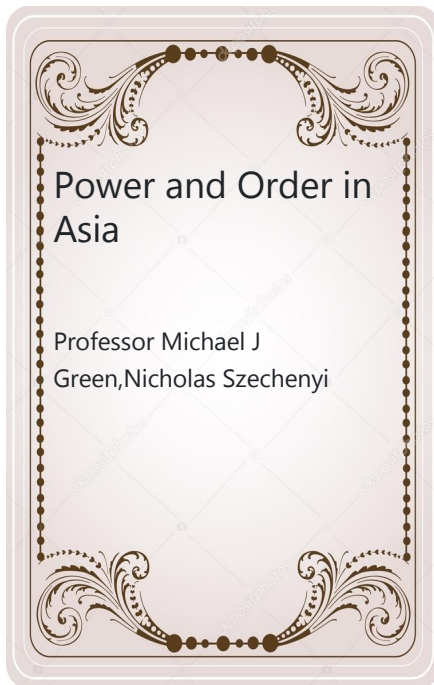 Power and Order in
Asia
Professor Michael J
Green,Nicholas Szechenyi